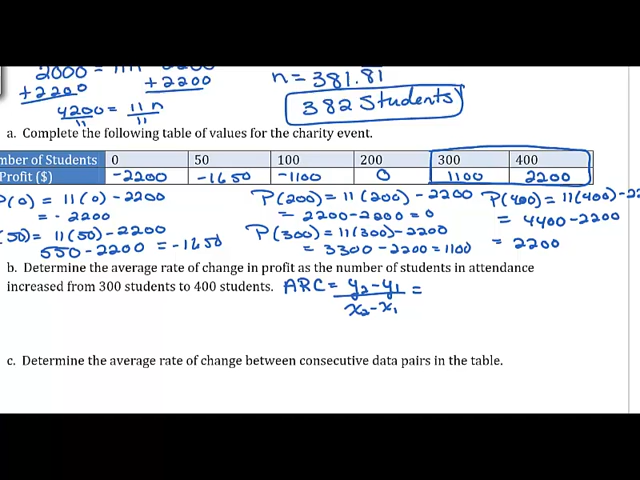 2000 = 11n
+2200 +2200
4200 = 11n
11 11
n = 381.81
382 Students
a. Complete the following table of values for the charity event.
mber of Students 0 50 100 200 300 400
Profit ($) -2200 -1650 -1100 0 1100 2200
P(0) = 11(0) - 2200
= - 2200
(50) = 11(50) - 2200
550 - 2200 = -1650
P(200) = 11(200) - 2200
= 2200 - 2200 = 0
P(300) = 11(300) - 2200
= 3300 - 2200 = 1100
P(400) = 11(400) - 22
= 4400 - 2200
= 2200
b. Determine the average rate of change in profit as the number of students in attendance
increased from 300 students to 400 students. ARC = y2 - y1 =
x2 - x1
c. Determine the average rate of change between consecutive data pairs in the table.